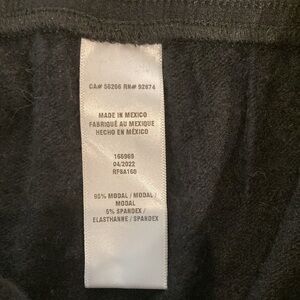 CA# 56266 RN# 92874
MADE IN MEXICO
FABRIQUÉ AU MEXIQUE
HECHO EN MÉXICO
166969
04/2022
RF8A160
95% MODAL / MODAL /
MODAL
5% SPANDEX /
ELASTHANNE / SPANDEX